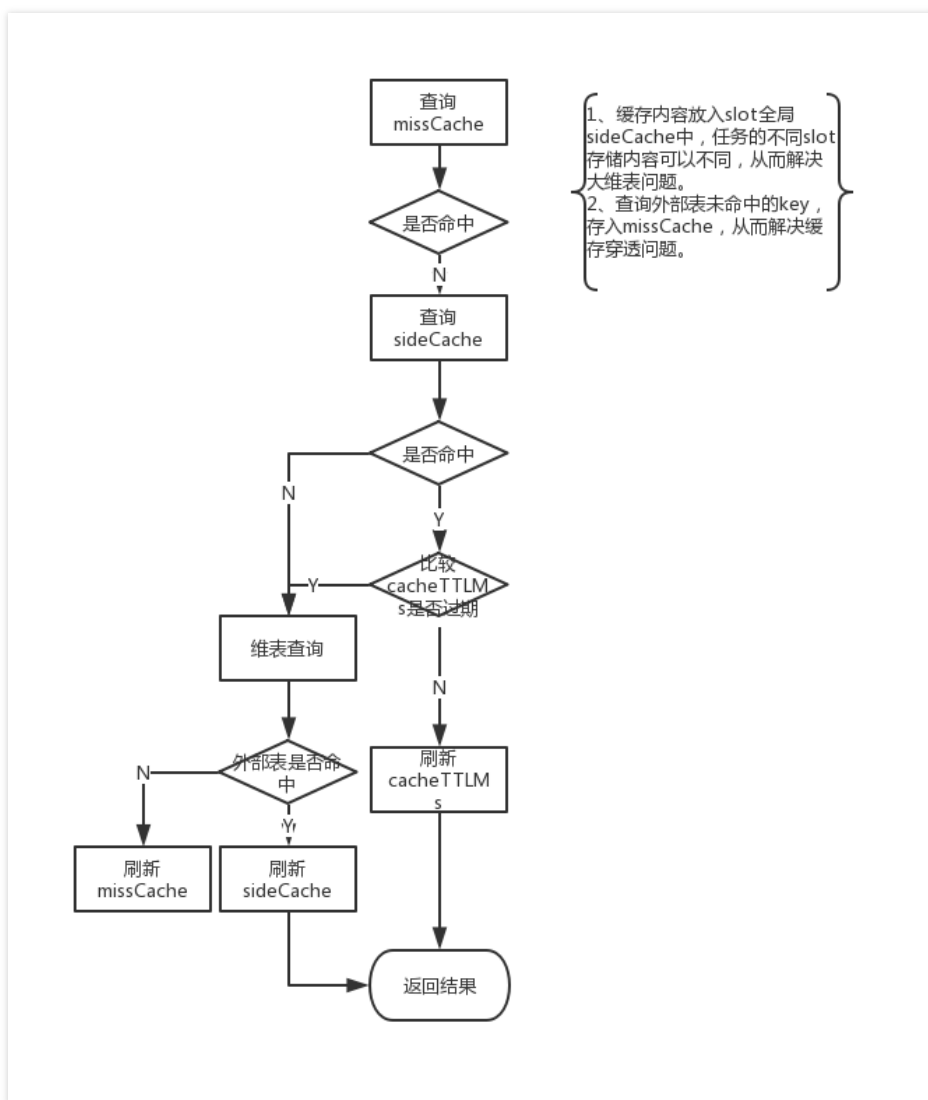 查询
missCache
1、缓存内容放入slot全局
sideCache中，任务的不同slot
存储内容可以不同，从而解决
大维表问题。
2、查询外部表未命中的key，
存入missCache，从而解决缓
存穿透问题。
是否命中
N
查询
sideCache
是否命中
N
Y
比较
cacheTTLM
s是否过期
Y
维表查询
N
外部表是否命
中
N
Y
刷新
cacheTTLM
s
刷新
missCache
刷新
sideCache
返回结果